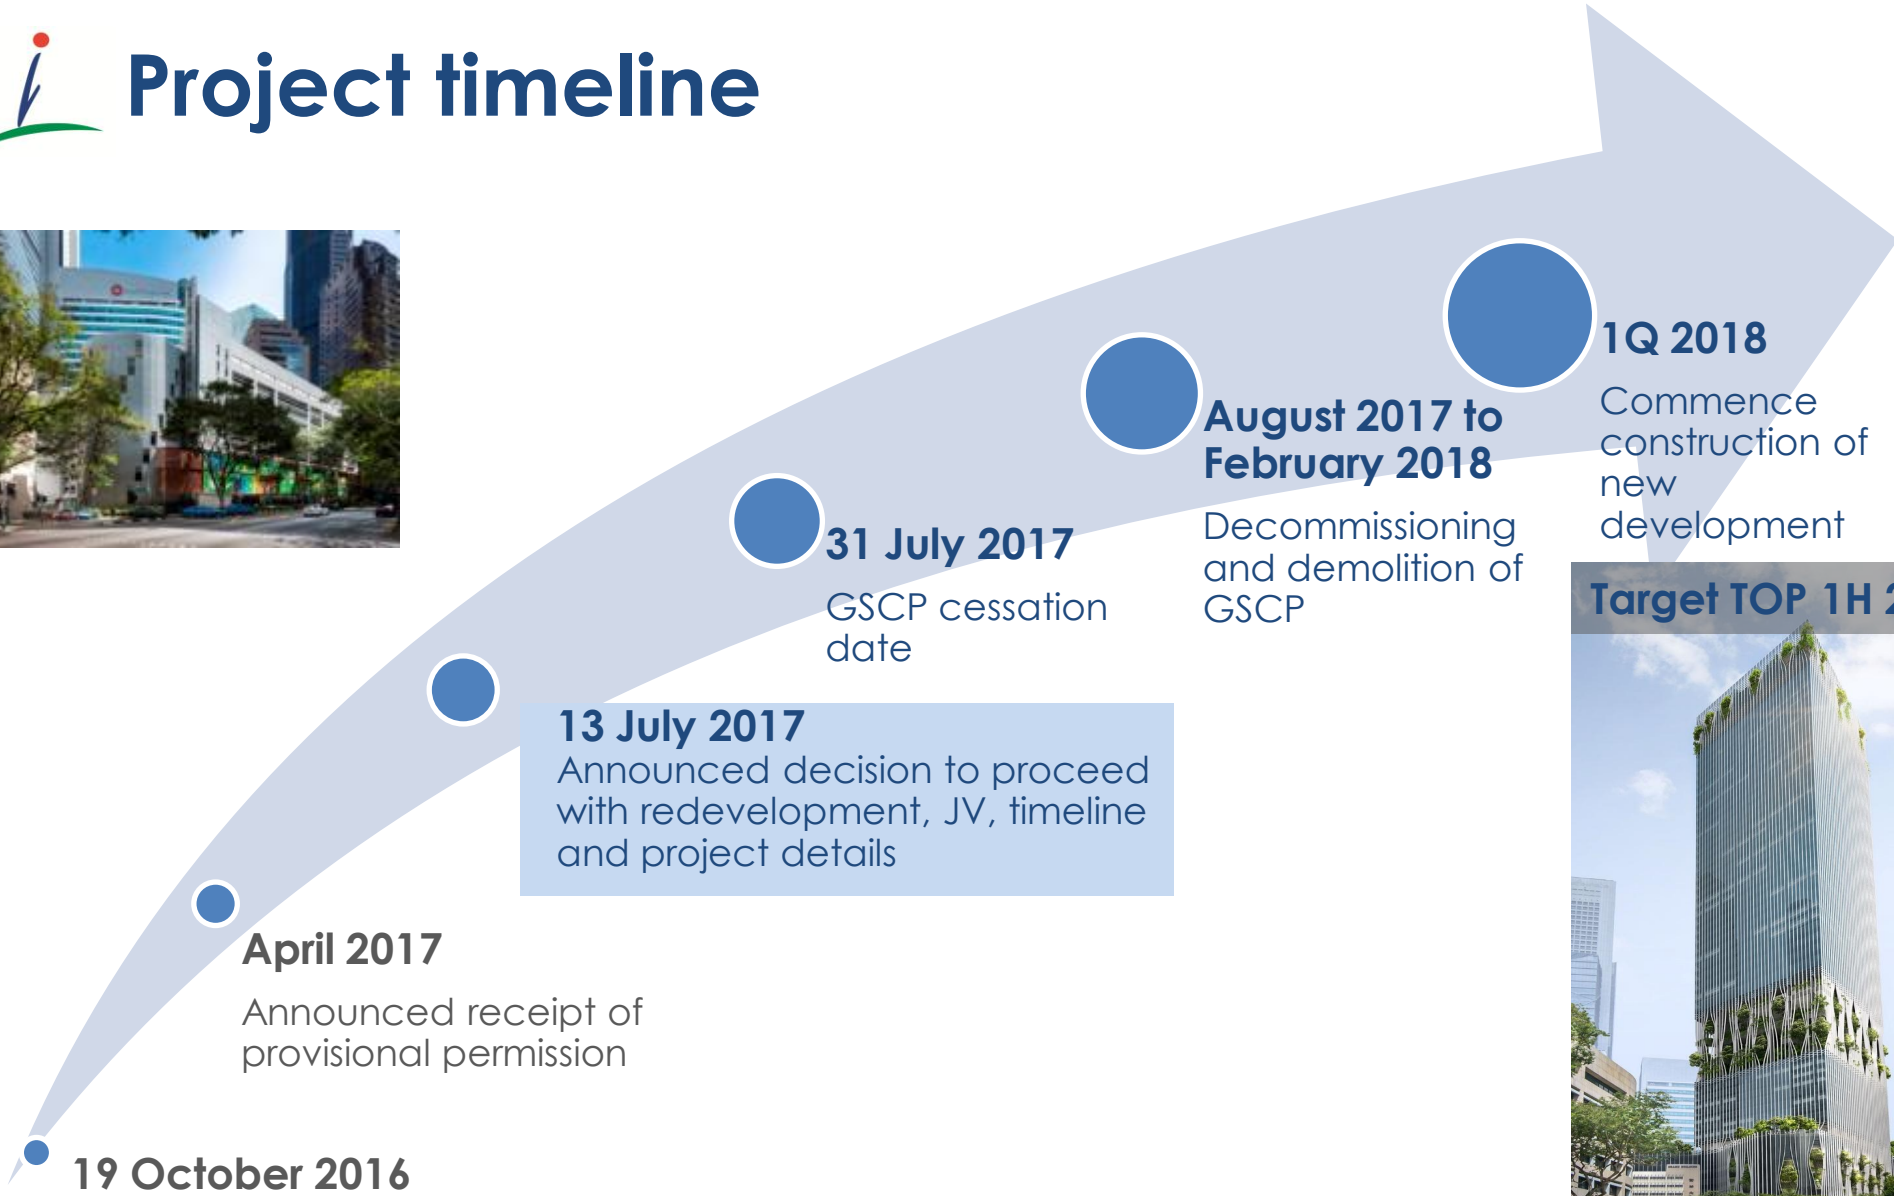 Project timeline
1Q 2018
Commence
construction of
new
development
August 2017 to
February 2018
Decommissioning
and demolition of
GSCP
31 July 2017
GSCP cessation
date
Target TOP 1H
13 July 2017
Announced decision to proceed
with redevelopment, JV, timeline
and project details
April 2017
Announced receipt of
provisional permission
19 October 2016